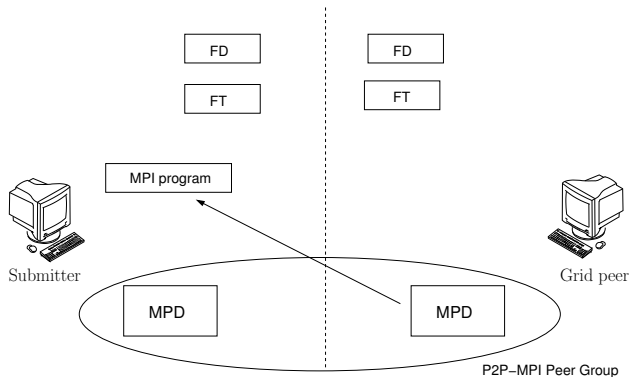 FD
FD
FT
FT
MPI program
Submitter
Grid peer
MPD
MPD
P2P−MPI Peer Group